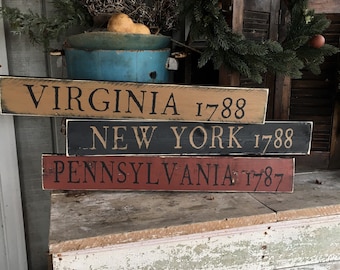 VIRGINIA 1788
NEW YORK 1788
PENNSYLVANIA 1787